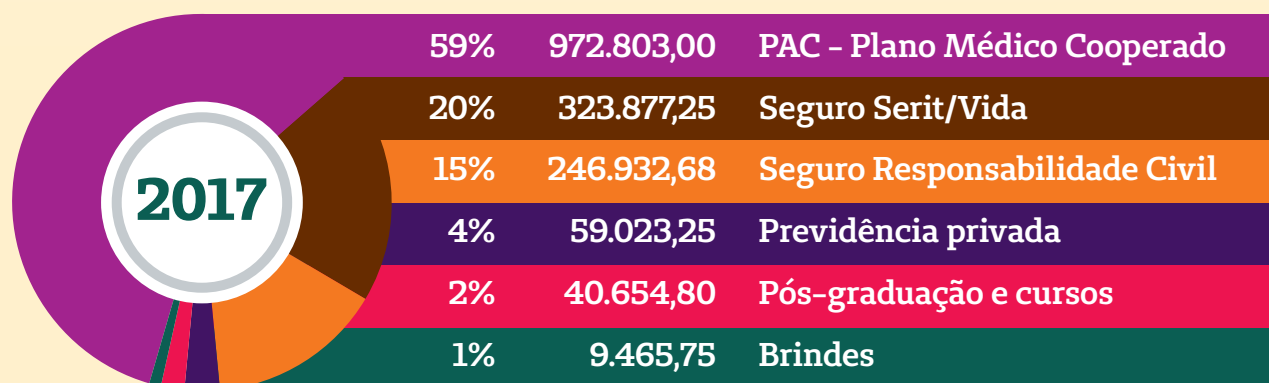 2017
59% 972.803,00 PAC - Plano Médico Cooperado
20% 323.877,25 Seguro Serit/Vida
15% 246.932,68 Seguro Responsabilidade Civil
4% 59.023,25 Previdência privada
2% 40.654,80 Pós-graduação e cursos
1% 9.465,75 Brindes